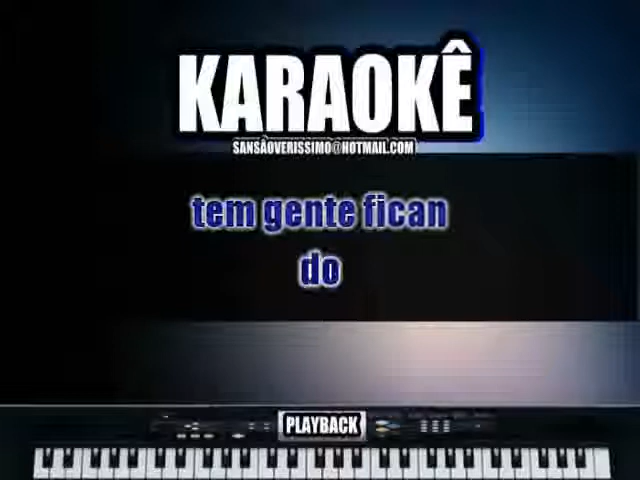 KARAOKÊ
SANSÃOVERISSIMO@HOTMAIL.COM
tem gente fican
do
PLAYBACK